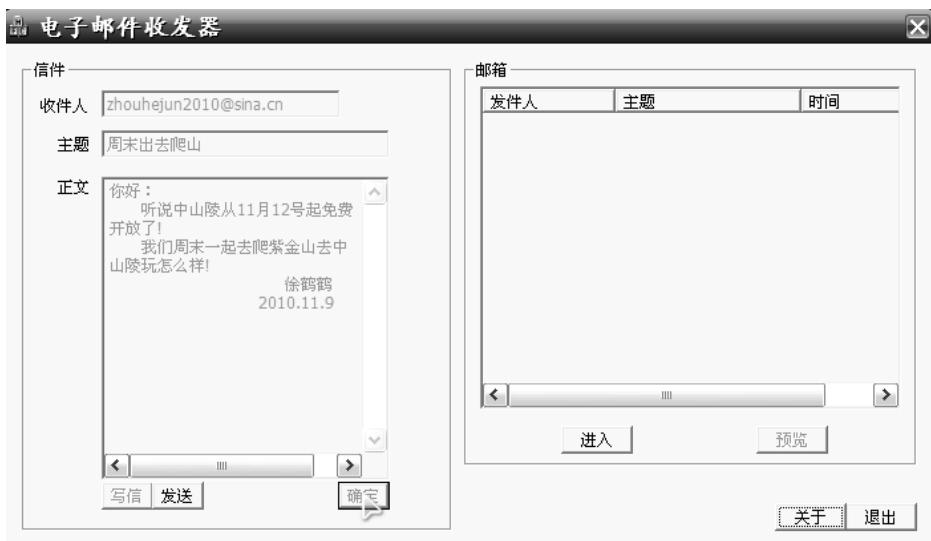 电子邮件收发器
信件
收件人 zhouhejun2010@sina.cn
主题 周末出去爬山
正文 你好：
听说中山陵从11月12号起免费
开放了!
我们周末一起去爬紫金山去中
山陵玩怎么样!
徐鹤鹤
2010.11.9
写信 发送 确定
邮箱
发件人 主题 时间
进入 预览
关于 退出